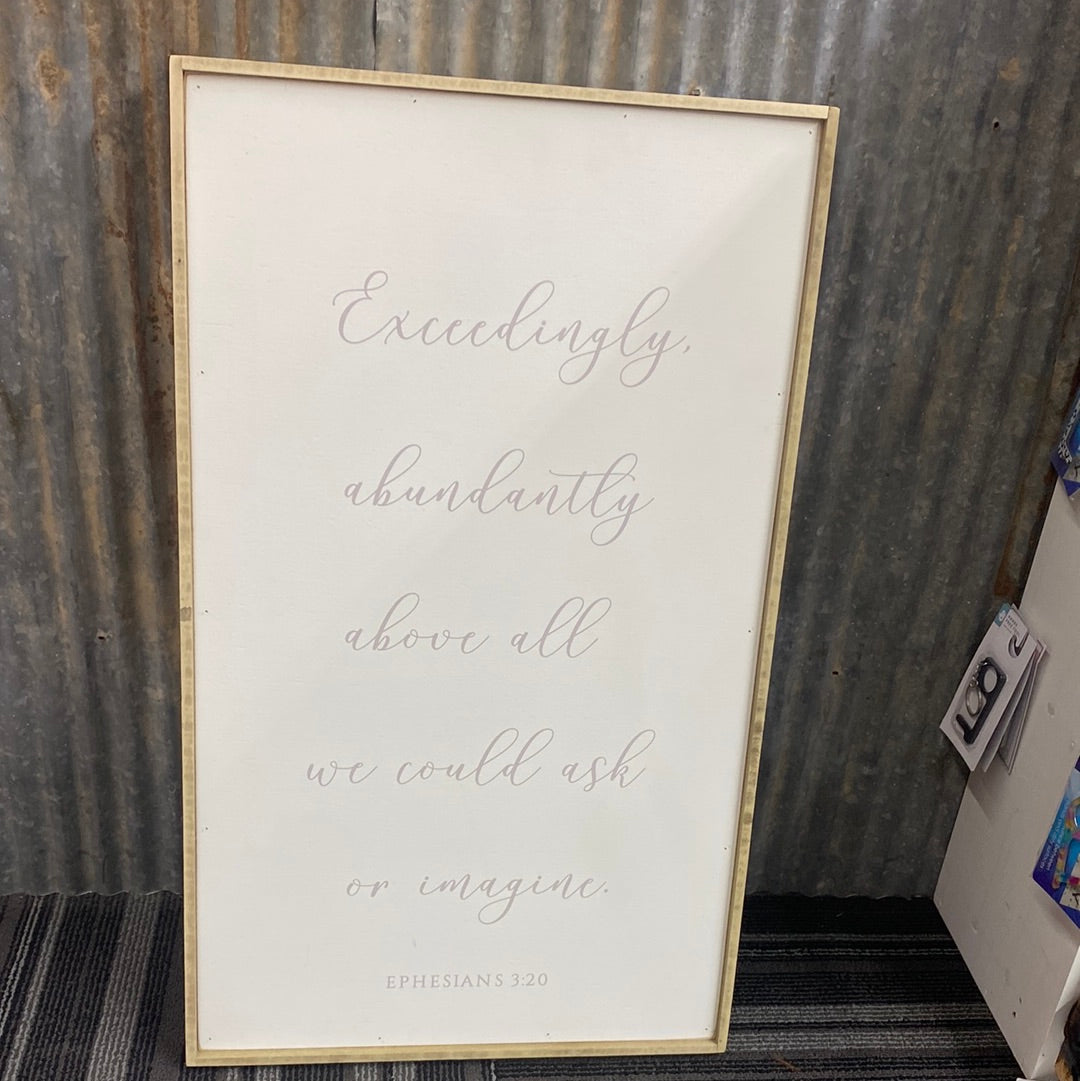 Exceedingly,
abundantly
above all
we could ask
or imagine.
EPHESIANS 3:20